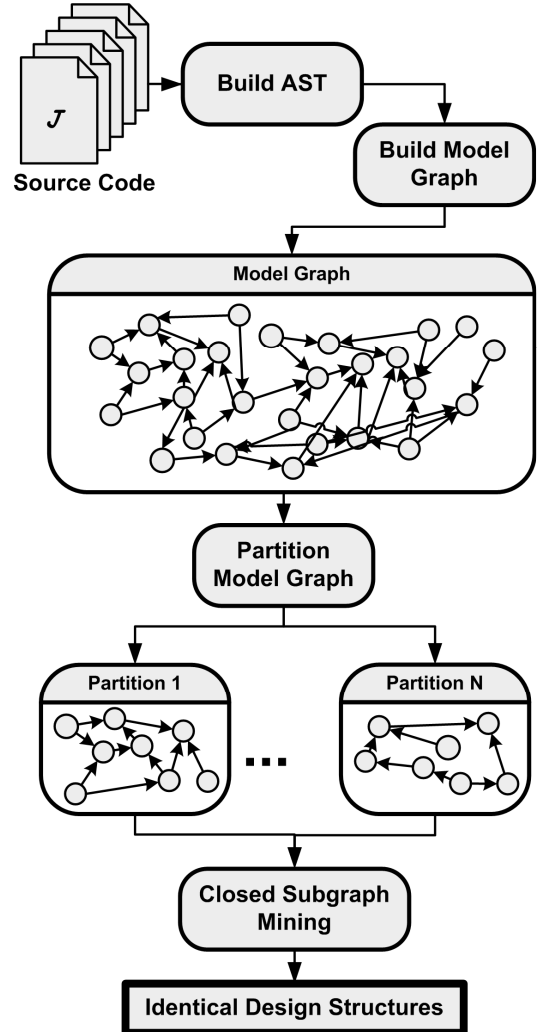 J
Source Code
Build AST
Build Model
Graph
Model Graph
Partition
Model Graph
Partition 1
Partition N
...
Closed Subgraph
Mining
Identical Design Structures